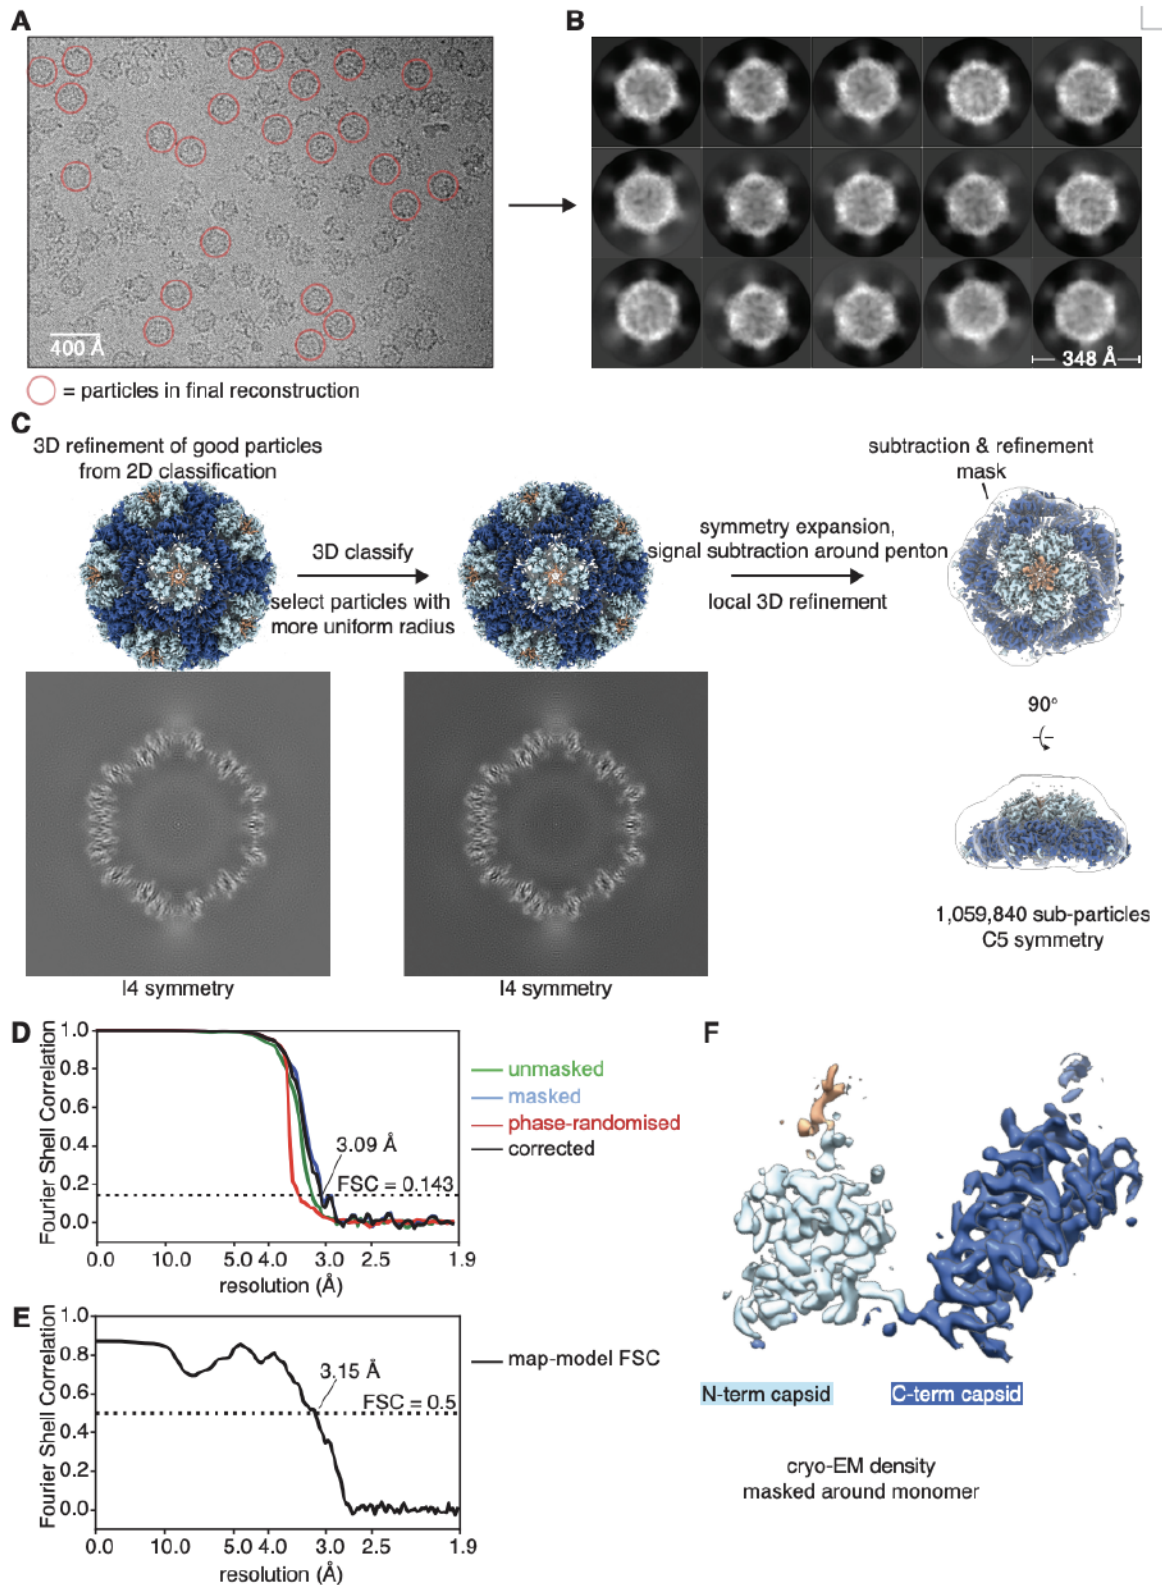 A
B
400 Å
348 Å
= particles in final reconstruction
C
3D refinement of good particles
from 2D classification
3D classify
select particles with
more uniform radius
symmetry expansion,
signal subtraction around penton
local 3D refinement
subtraction & refinement
mask
90°
1,059,840 sub-particles
C5 symmetry
I4 symmetry
I4 symmetry
D
Fourier Shell Correlation
1.0
0.8
0.6
0.4
0.2
0.0
3.09 Å
FSC = 0.143
0.0 10.0 5.0 4.0 3.0 2.5 1.9
resolution (Å)
unmasked
masked
phase-randomised
corrected
E
Fourier Shell Correlation
1.0
0.8
0.6
0.4
0.2
0.0
3.15 Å
FSC = 0.5
0.0 10.0 5.0 4.0 3.0 2.5 1.9
resolution (Å)
map-model FSC
F
N-term capsid
C-term capsid
cryo-EM density
masked around monomer